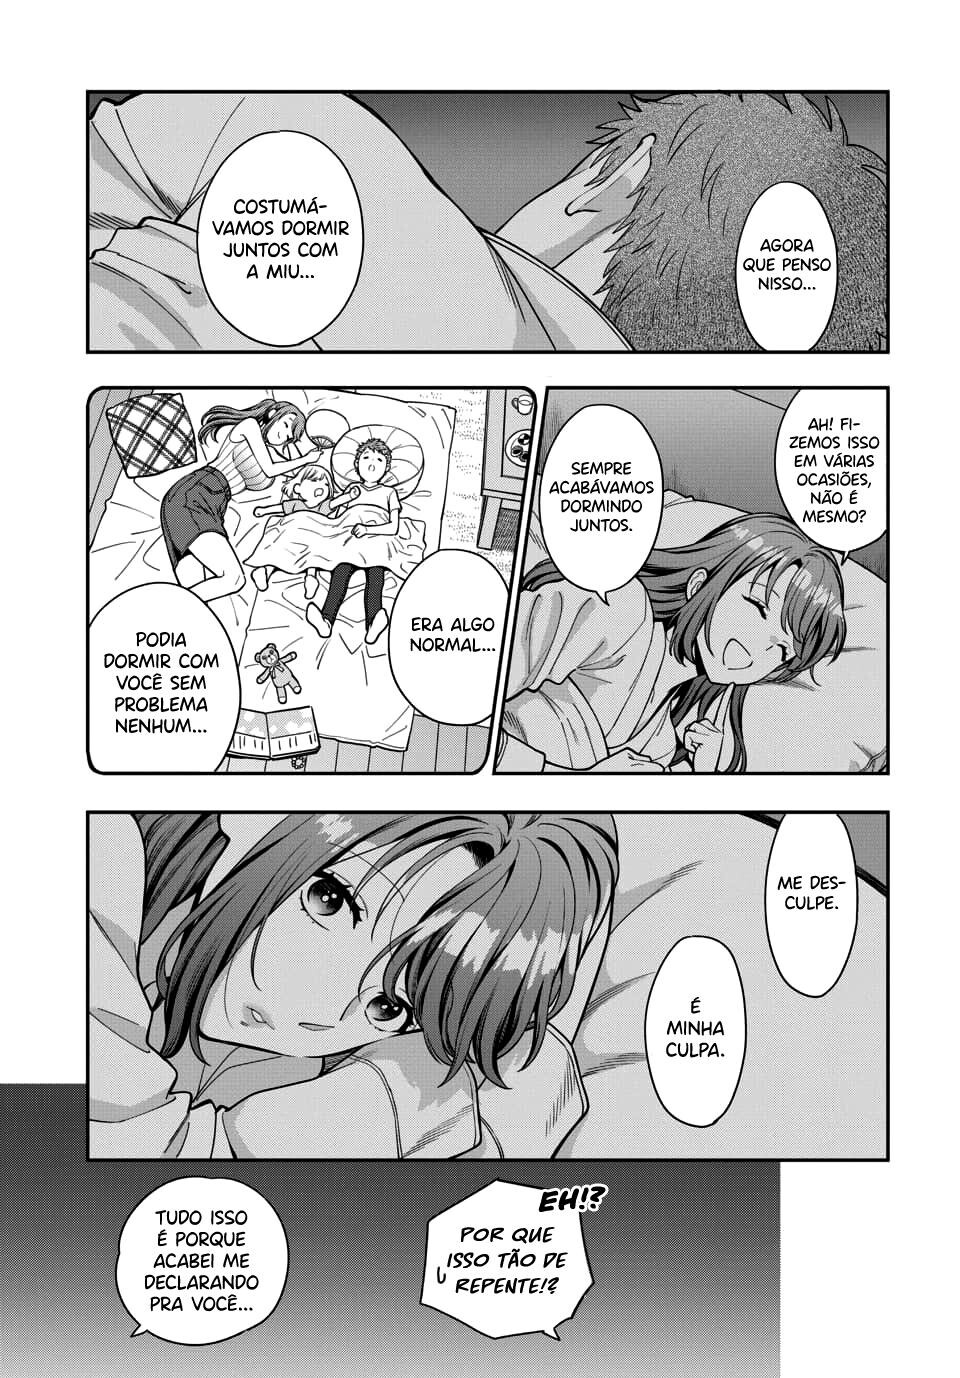 AGORA
QUE PENSO
NISSO...
COSTUMÁ-
VAMOS DORMIR
JUNTOS COM
A MIU...
AH! FI-
ZEMOS ISSO
EM VÁRIAS
OCASIÕES,
NÃO É
MESMO?
SEMPRE
ACABÁVAMOS
DORMINDO
JUNTOS.
ERA ALGO
NORMAL...
PODIA
DORMIR COM
VOCÊ SEM
PROBLEMA
NENHUM...
ME DES-
CULPE.
É
MINHA
CULPA.
EH!?
POR QUE
ISSO TÃO DE
REPENTE!?
TUDO ISSO
É PORQUE
ACABEI ME
DECLARANDO
PRA VOCÊ...